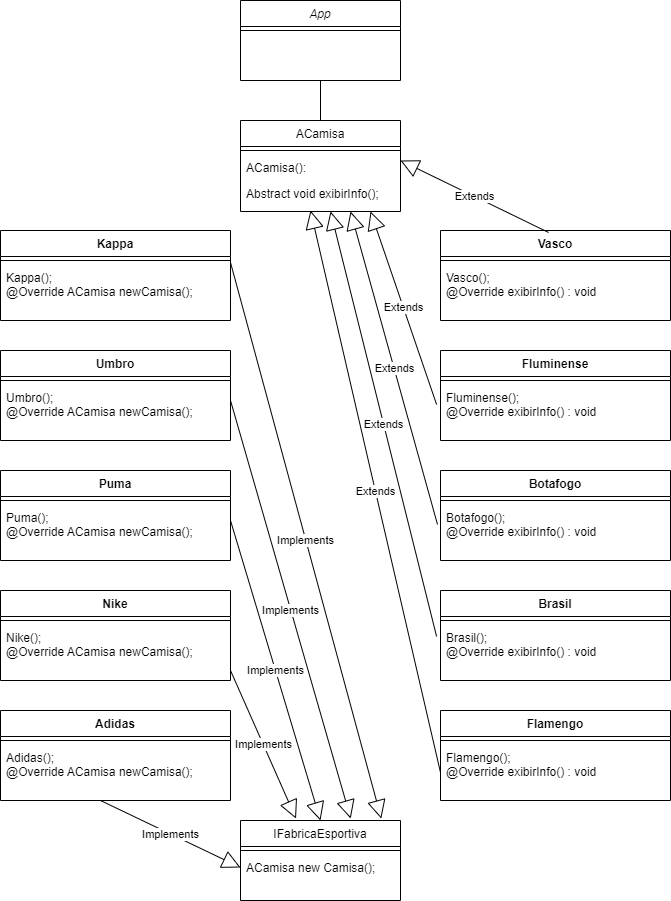 App
ACamisa
ACamisa():
Abstract void exibirInfo();
Extends
Kappa
Kappa();
@Override ACamisa newCamisa();
Vasco
Vasco();
@Override exibirInfo() : void
Extends
Umbro
Umbro();
@Override ACamisa newCamisa();
Fluminense
Fluminense();
@Override exibirInfo() : void
Extends
Extends
Puma
Puma();
@Override ACamisa newCamisa();
Botafogo
Botafogo();
@Override exibirInfo() : void
Extends
Implements
Nike
Nike();
@Override ACamisa newCamisa();
Brasil
Brasil();
@Override exibirInfo() : void
Implements
Implements
Adidas
Adidas();
@Override ACamisa newCamisa();
Flamengo
Flamengo();
@Override exibirInfo() : void
Implements
Implements
IFabricaEsportiva
ACamisa new Camisa();